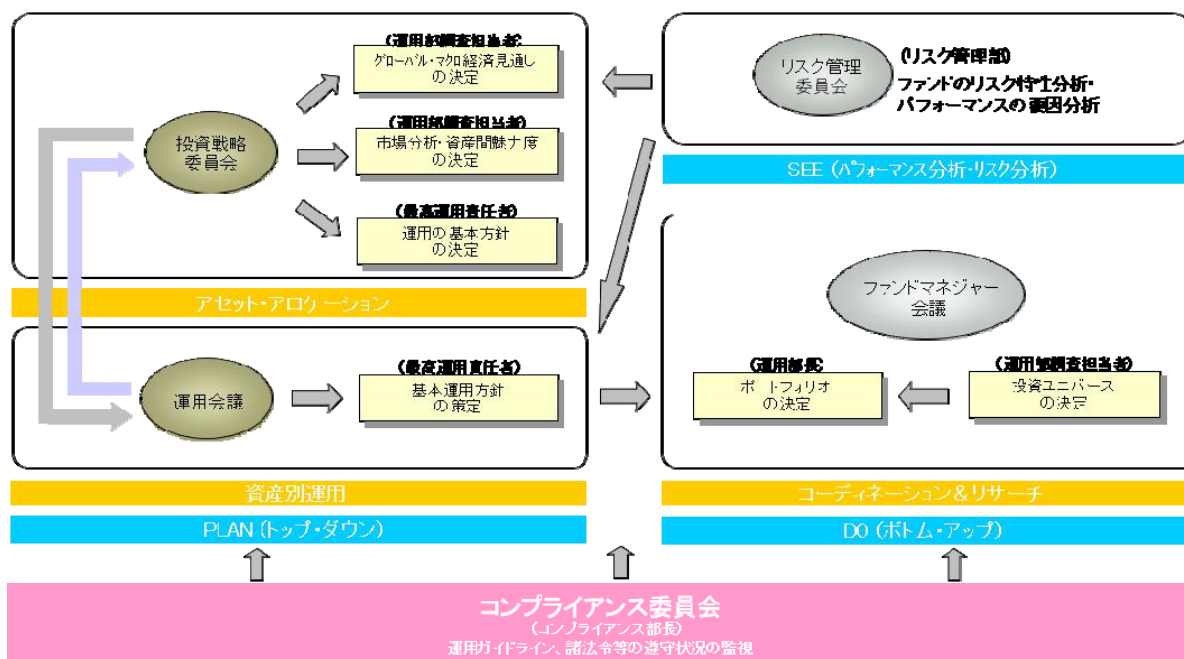 (運用部調査担当者)
グローバル・マクロ経済見通し
の決定
投資戦略
委員会
(運用部調査担当者)
市場分析・資産間魅力度
の決定
(最高運用責任者)
運用の基本方針
の決定
アセット・アロケーション
リスク管理
委員会
(リスク管理部)
ファンドのリスク特性分析・
パフォーマンスの要因分析
SEE (パフォーマンス分析・リスク分析)
運用会議
(最高運用責任者)
基本運用方針
の策定
資産別運用
PLAN (トップ・ダウン)
ファンドマネジャー
会議
(運用部長)
ポートフォリオ
の決定
(運用部調査担当者)
投資ユニバース
の決定
コーディネーション&リサーチ
DO (ボトム・アップ)
コンプライアンス委員会
(コンプライアンス部長)
運用ガイドライン、諸法令等の遵守状況の監視